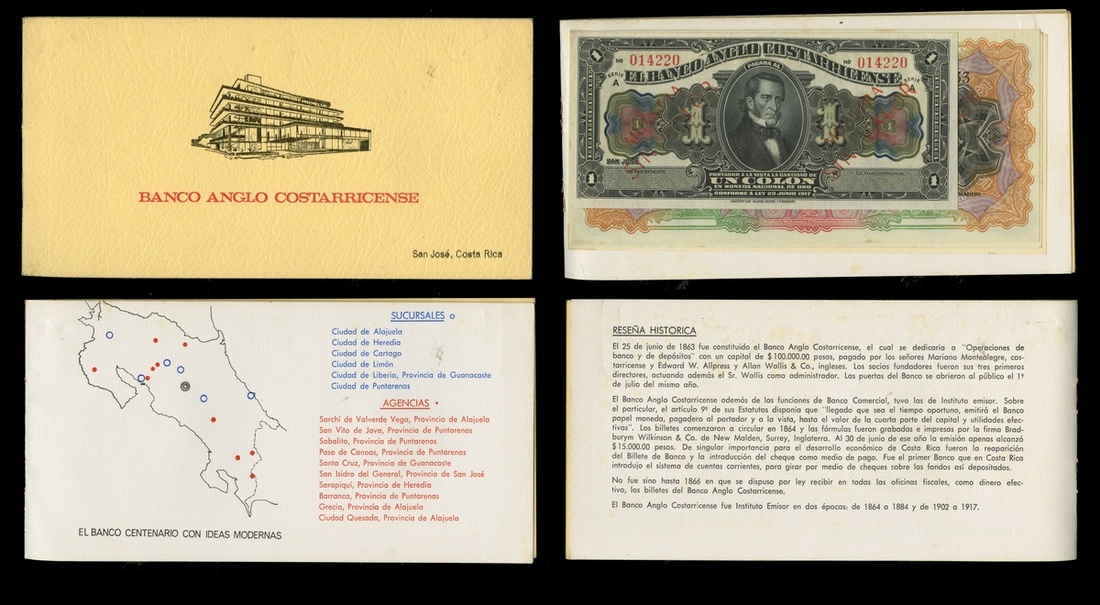 BANCO ANGLO COSTARRICENSE
San José, Costa Rica
1
Nº 014220
Nº 014220
1
SERIE A
EL BANCO ANGLO COSTARRICENSE
SERIE A
PAGARÁ AL
1
1
SAN JOSÉ
PORTADOR A LA VISTA LA CANTIDAD DE
UN COLON
EN MONEDA NACIONAL DE ORO
CONFORME Á LEY 23 JUNIO 1917
1
1
SUCURSALES
Ciudad de Alajuela
Ciudad de Heredia
Ciudad de Cartago
Ciudad de Limón
Ciudad de Liberia, Provincia de Guanacaste
Ciudad de Puntarenas
AGENCIAS
Sarchí de Valverde Vega, Provincia de Alajuela
San Vito de Java, Provincia de Puntarenas
Sabalito, Provincia de Puntarenas
Paso de Canoas, Provincia de Puntarenas
Santa Cruz, Provincia de Guanacaste
San Isidro del General, Provincia de San José
Sarapiquí, Provincia de Heredia
Barranca, Provincia de Puntarenas
Grecia, Provincia de Alajuela
Ciudad Quesada, Provincia de Alajuela
EL BANCO CENTENARIO CON IDEAS MODERNAS
RESEÑA HISTORICA
El 25 de junio de 1863 fue constituido el Banco Anglo Costarricense, el cual se dedicaría a "Operaciones
de banco y de depósitos" con un capital de $100.000.00 pesos, pagado por los señores Mariano Montealegre, cos-
tarricense y Edward W. Allpress y Allan Wallis & Co., ingleses. Los socios fundadores fueron sus tres primeros
directores, actuando además el Sr. Wallis como administrador. Las puertas del Banco se abrieron al público el 1º
de julio del mismo año.
El Banco Anglo Costarricense además de las funciones de Banco Comercial, tuvo las de Instituto emisor. Sobre
el particular, el artículo 9º de sus Estatutos disponía que "llegado que sea el tiempo oportuno, emitirá el Banco
papel moneda, pagadero al portador y a la vista, hasta el valor de la cuarta parte del capital y utilidades efec-
tivas". Los billetes comenzaron a circular en 1864 y las fórmulas fueron grabadas e impresas por la firma Brad-
burym Wilkinson & Co. de New Malden, Surrey, Inglaterra. Al 30 de junio de ese año la emisión apenas alcanzó
$15.000.00 pesos. De singular importancia para el desarrollo económico de Costa Rica fueron la reaparición
del Billete de Banco y la introducción del cheque como medio de pago. Fue el primer Banco que en Costa Rica
introdujo el sistema de cuentas corrientes, para girar por medio de cheques sobre los fondos así depositados.
No fue sino hasta 1866 en que se dispuso por ley recibir en todas las oficinas fiscales, como dinero efec-
tivo, los billetes del Banco Anglo Costarricense.
El Banco Anglo Costarricense fue Instituto Emisor en dos épocas: de 1864 a 1884 y de 1902 a 1917.